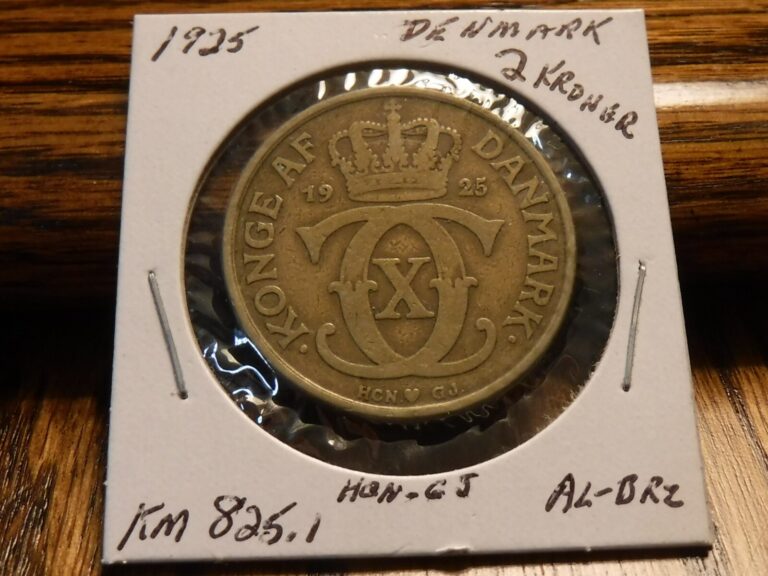 1925
DENMARK
2 KRONER
KONGE AF DANMARK
19 25
X
HCN ♥ GJ.
HCN-GJ
KM 825.1
AL-BRZ